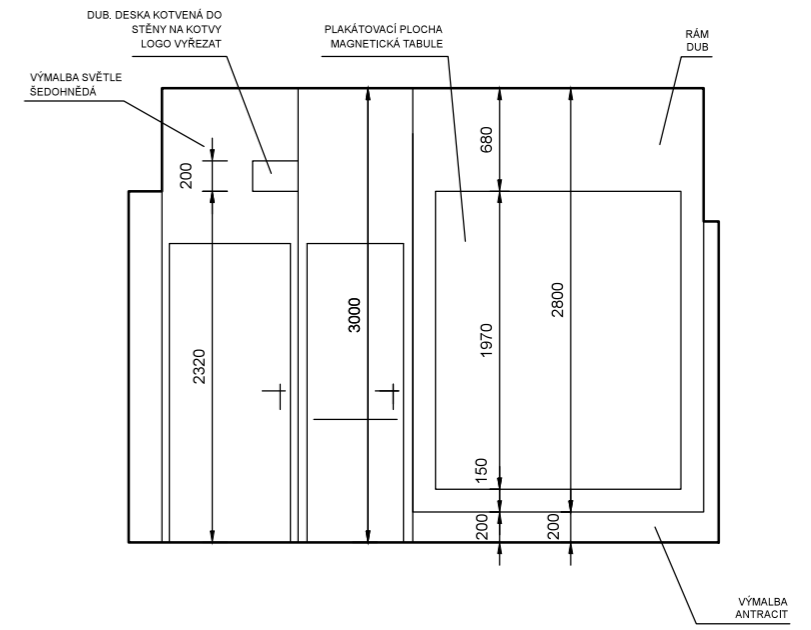 DUB. DESKA KOTVENÁ DO
STĚNY NA KOTVY
LOGO VYŘEZAT
PLAKÁTOVACÍ PLOCHA
MAGNETICKÁ TABULE
RÁM
DUB
VÝMALBA SVĚTLE
ŠEDOHNĚDÁ
680
200
3000
2800
1970
2320
150
200
200
VÝMALBA
ANTRACIT